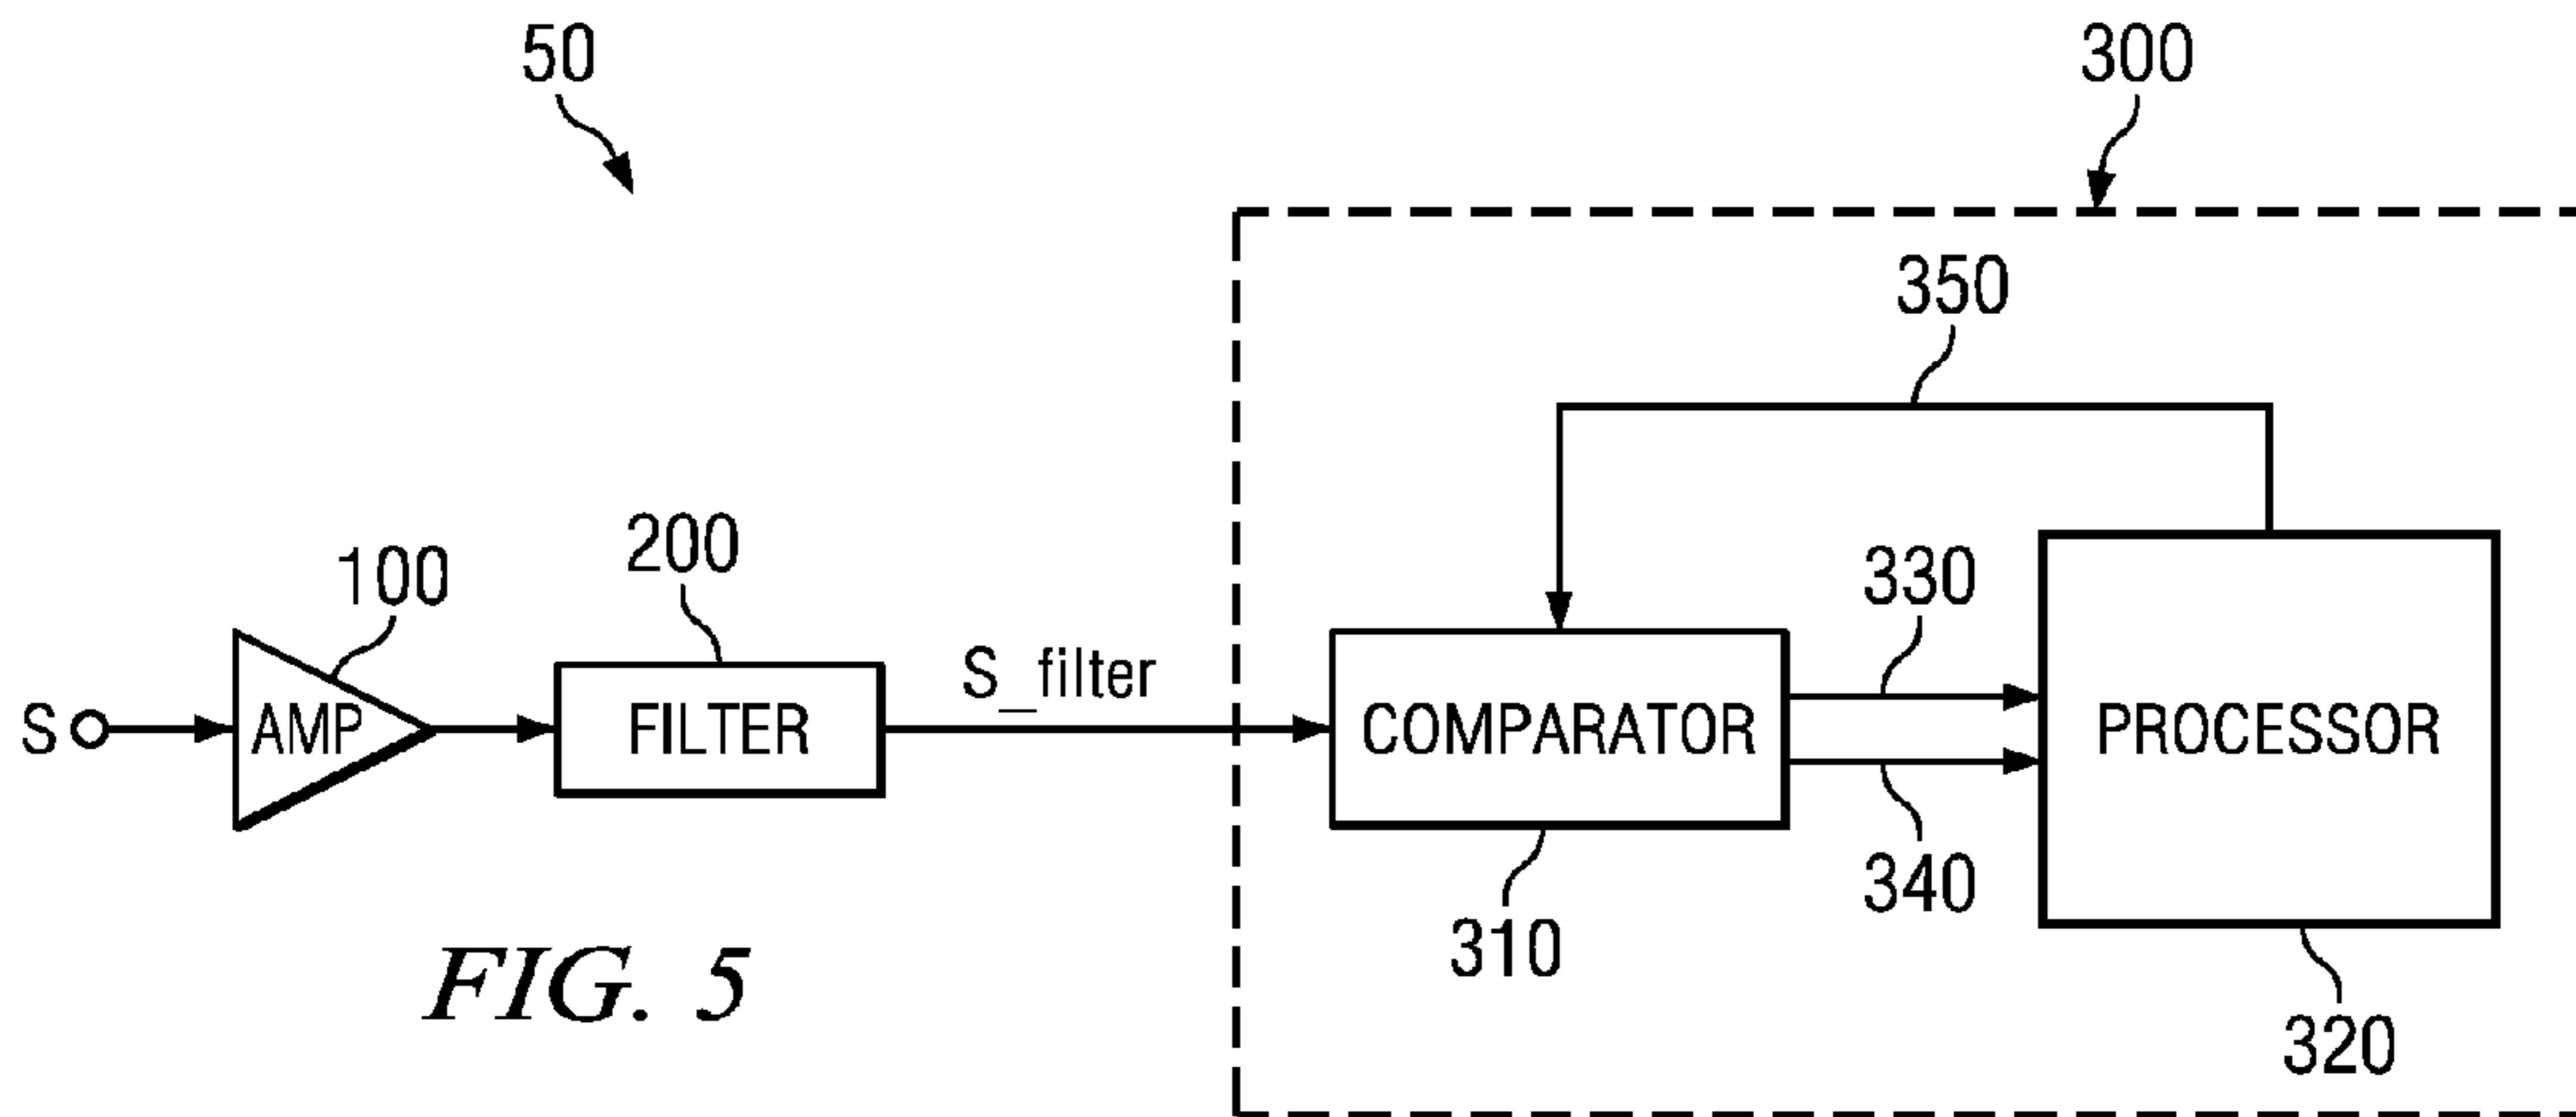 50
300
350
100
200
330
S
AMP
FILTER
S_filter
COMPARATOR
PROCESSOR
340
310
320
FIG. 5